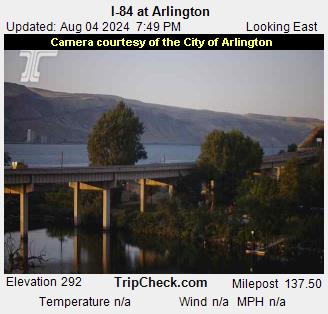 I-84 at Arlington
Updated: Aug 04 2024 7:49 PM Looking East
Camera courtesy of the City of Arlington
Elevation 292 TripCheck.com Milepost 137.50
Temperature n/a Wind n/a MPH n/a